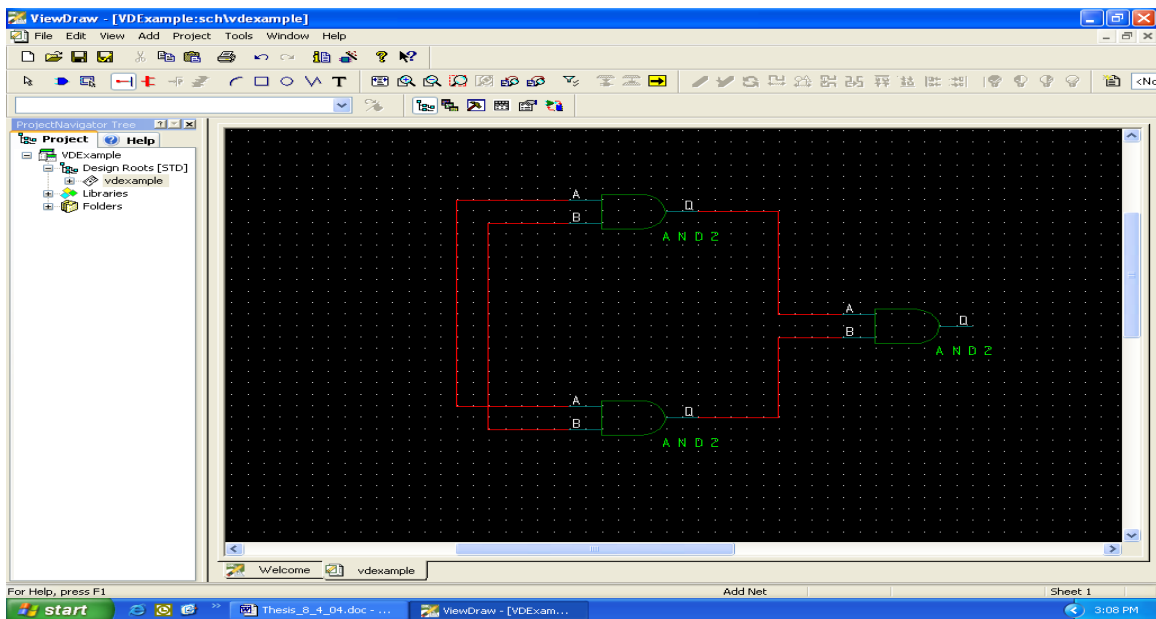 ViewDraw - [VDExample:sch\vdexample]
File Edit View Add Project Tools Window Help
<No
ProjectNavigator Tree
Project Help
VDExample
Design Roots [STD]
vdexample
Libraries
Folders
A
B
Q
AND2
A
B
Q
AND2
A
B
Q
AND2
Welcome vdexample
For Help, press F1 Add Net Sheet 1
start Thesis_8_4_04.doc - ... ViewDraw - [VDExam... 3:08 PM